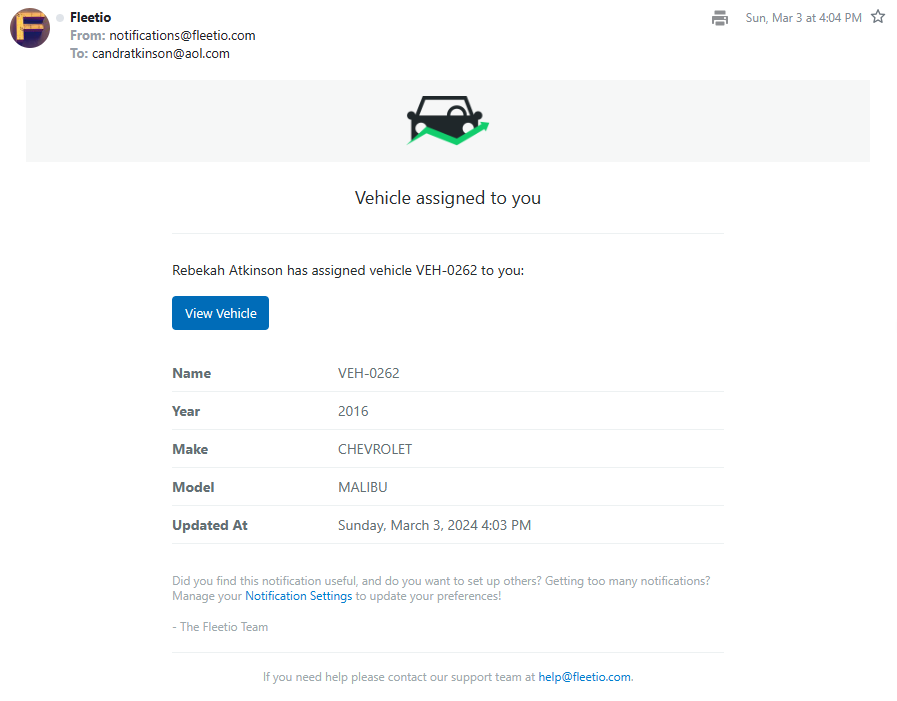 Fleetio
From: notifications@fleetio.com
To: candratkinson@aol.com
Sun, Mar 3 at 4:04 PM
Vehicle assigned to you
Rebekah Atkinson has assigned vehicle VEH-0262 to you:
View Vehicle
Name VEH-0262
Year 2016
Make CHEVROLET
Model MALIBU
Updated At Sunday, March 3, 2024 4:03 PM
Did you find this notification useful, and do you want to set up others? Getting too many notifications?
Manage your Notification Settings to update your preferences!
- The Fleetio Team
If you need help please contact our support team at help@fleetio.com.